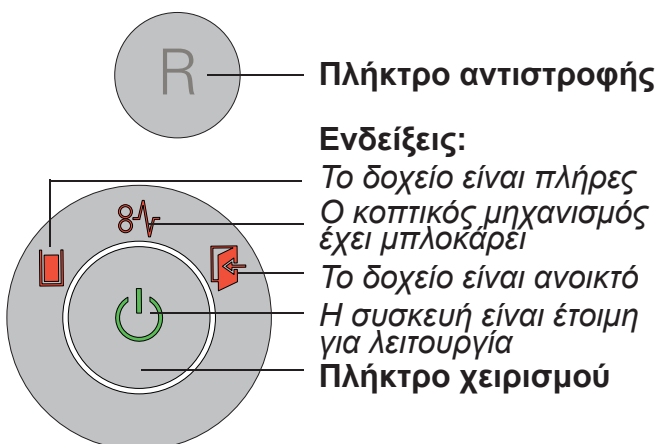 R
Πλήκτρο αντιστροφής
Ενδείξεις:
Το δοχείο είναι πλήρες
Ο κοπτικός μηχανισμός
έχει μπλοκάρει
Το δοχείο είναι ανοικτό
Η συσκευή είναι έτοιμη
για λειτουργία
Πλήκτρο χειρισμού